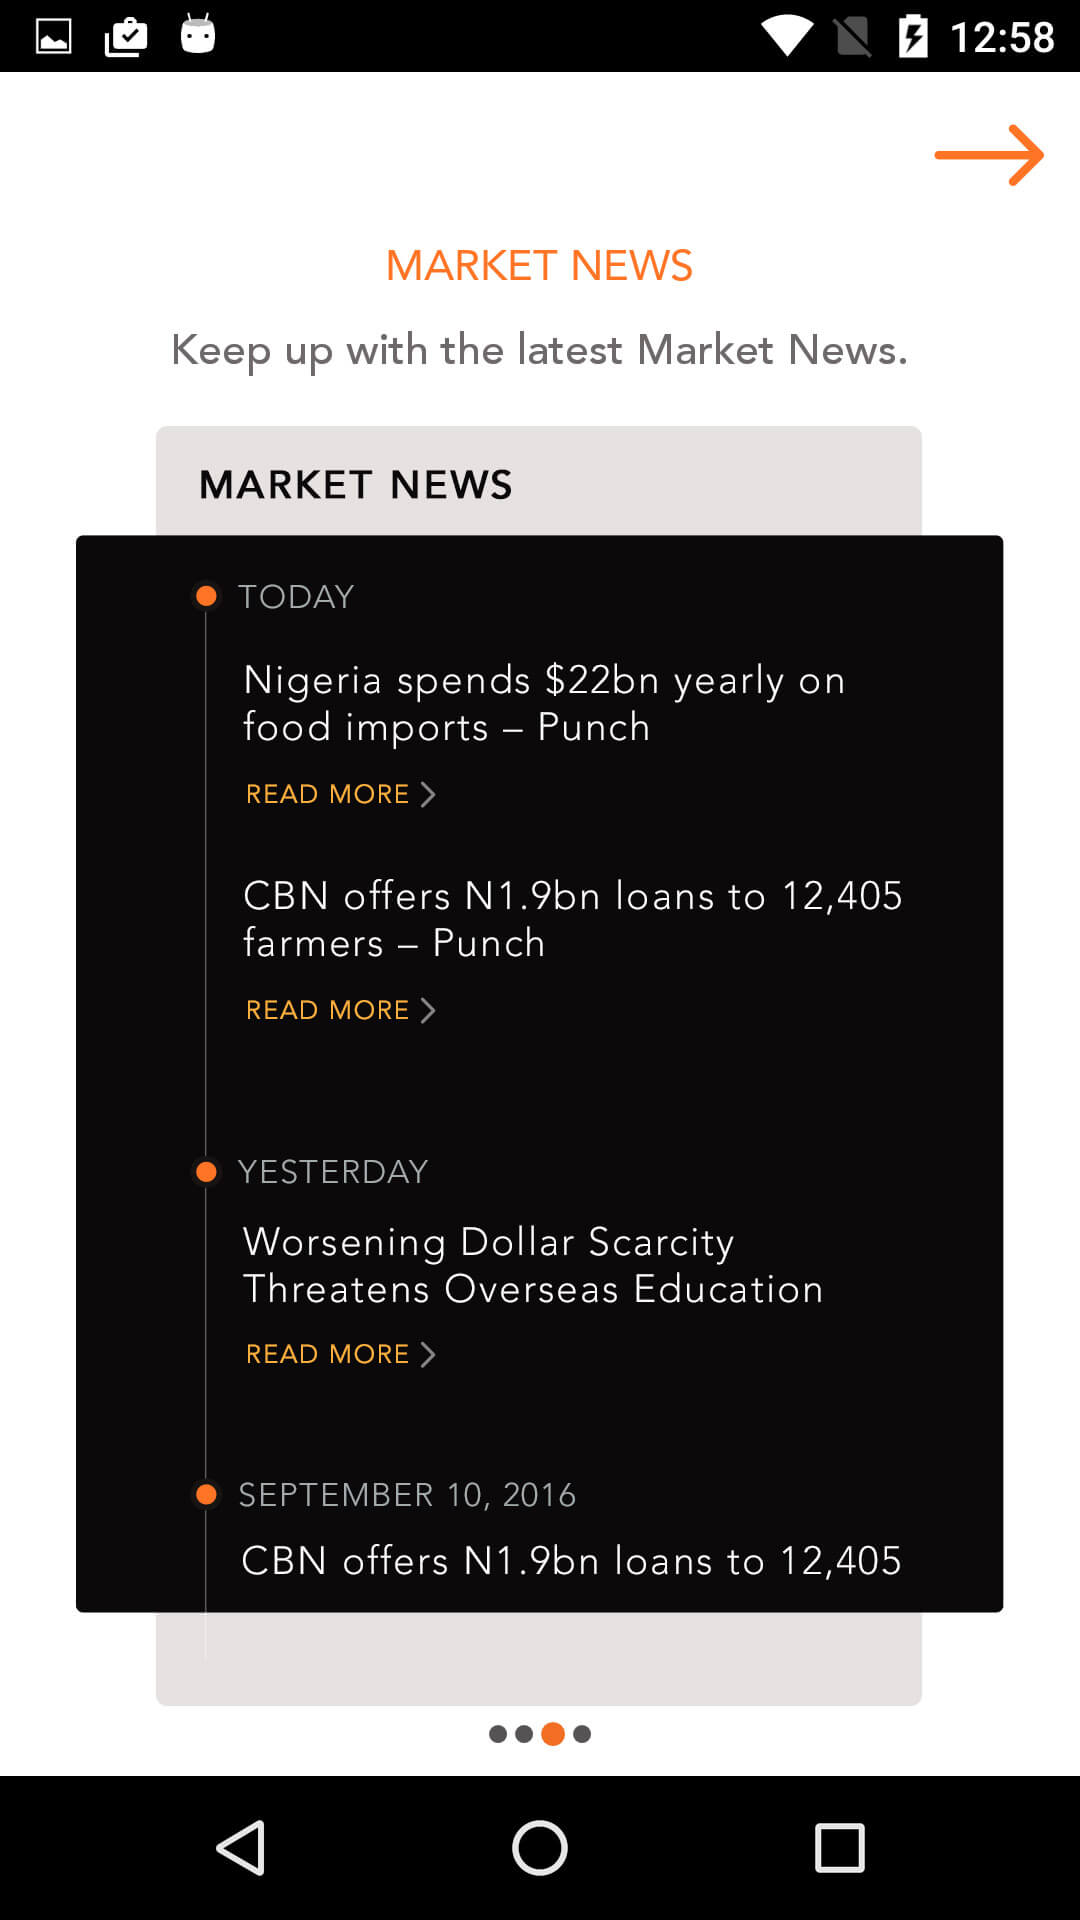 12:58
MARKET NEWS
Keep up with the latest Market News.
MARKET NEWS
TODAY
Nigeria spends $22bn yearly on
food imports – Punch
READ MORE
CBN offers N1.9bn loans to 12,405
farmers – Punch
READ MORE
YESTERDAY
Worsening Dollar Scarcity
Threatens Overseas Education
READ MORE
SEPTEMBER 10, 2016
CBN offers N1.9bn loans to 12,405